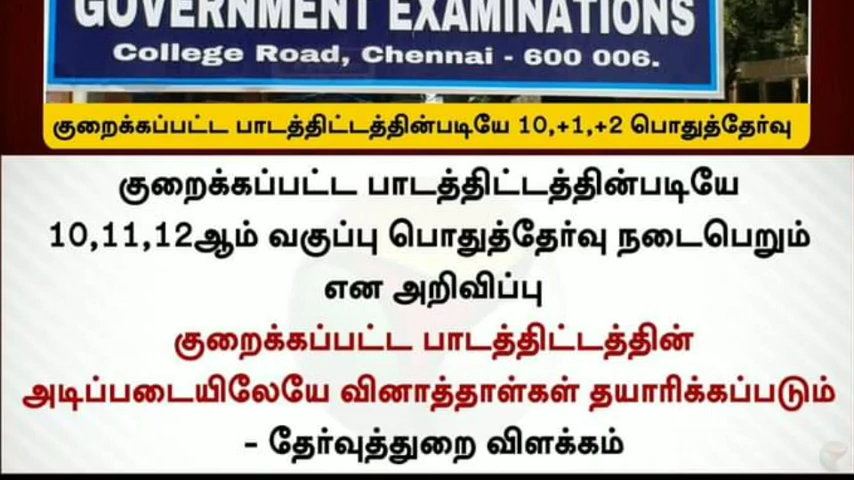 GOVERNMENT EXAMINATIONS
College Road, Chennai - 600 006.
குறைக்கப்பட்ட பாடத்திட்டத்தின்படியே 10,+1,+2 பொதுத்தேர்வு
குறைக்கப்பட்ட பாடத்திட்டத்தின்படியே
10,11,12ஆம் வகுப்பு பொதுத்தேர்வு நடைபெறும்
என அறிவிப்பு
குறைக்கப்பட்ட பாடத்திட்டத்தின்
அடிப்படையிலேயே வினாத்தாள்கள் தயாரிக்கப்படும்
- தேர்வுத்துறை விளக்கம்